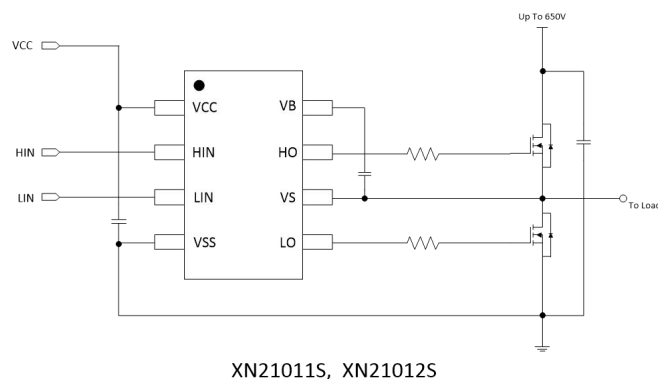 Up To 650V
VCC
VCC
VB
HIN
HIN
HO
LIN
LIN
VS
To Load
VSS
LO
XN21011S, XN21012S